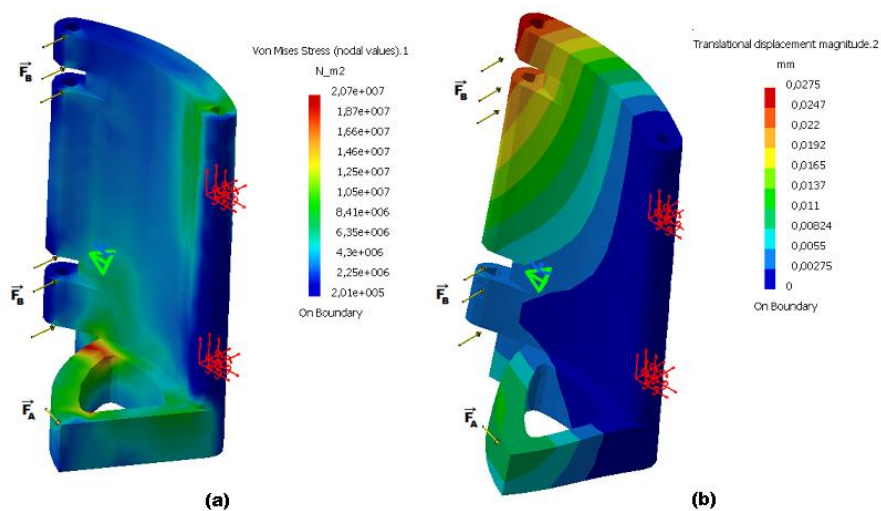 Von Mises Stress (nodal values).1
N_m2
2,07e+007
1,87e+007
1,66e+007
1,46e+007
1,26e+007
1,05e+007
8,41e+006
6,35e+006
4,3e+006
2,25e+006
2,01e+005
On Boundary
F_B
F_B
F_A
(a)
Translational displacement magnitude.2
mm
0,0275
0,0247
0,022
0,0192
0,0165
0,0137
0,011
0,00824
0,0055
0,00275
0
On Boundary
F_B
F_B
F_A
(b)